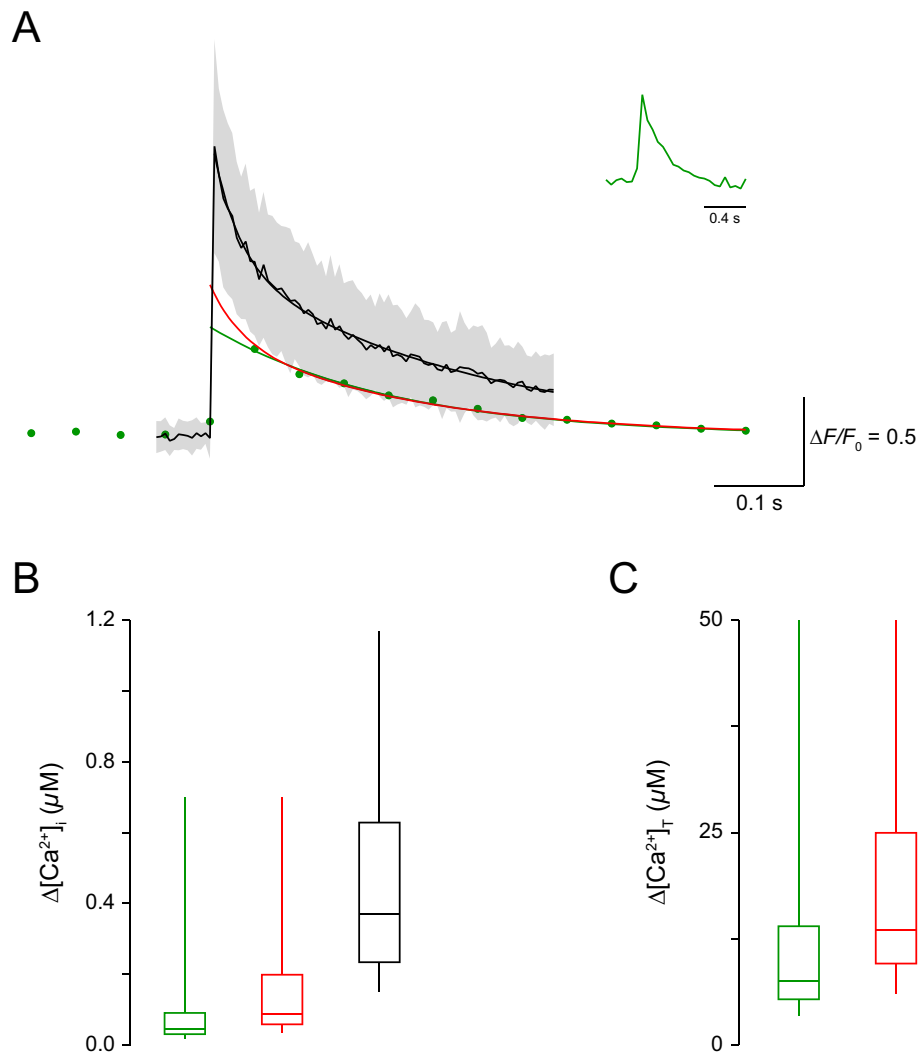 A
0.4 s
ΔF/F₀ = 0.5
0.1 s
B
C
1.2
0.8
0.4
0.0
Δ[Ca²⁺]ᵢ (µM)
50
25
0
Δ[Ca²⁺]_T (µM)